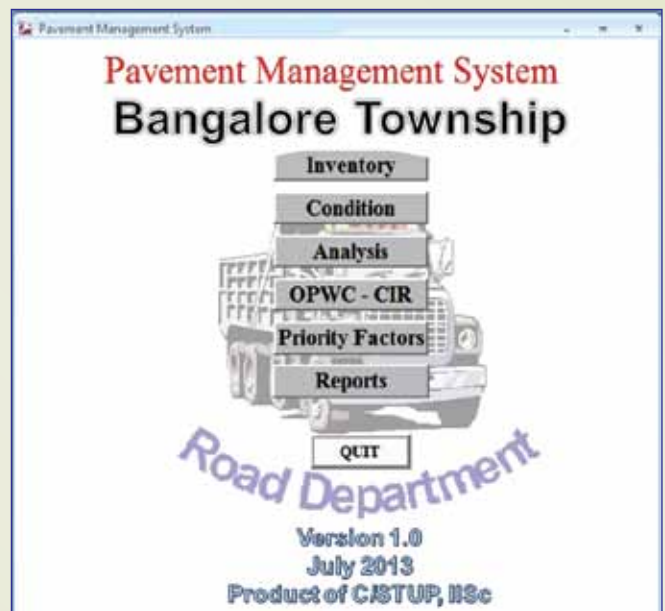 Pavement Management System
Pavement Management System
Bangalore Township
Inventory
Condition
Analysis
OPWC - CIR
Priority Factors
Reports
QUIT
Road Department
Version 1.0
July 2013
Product of CiSTUP, IISc